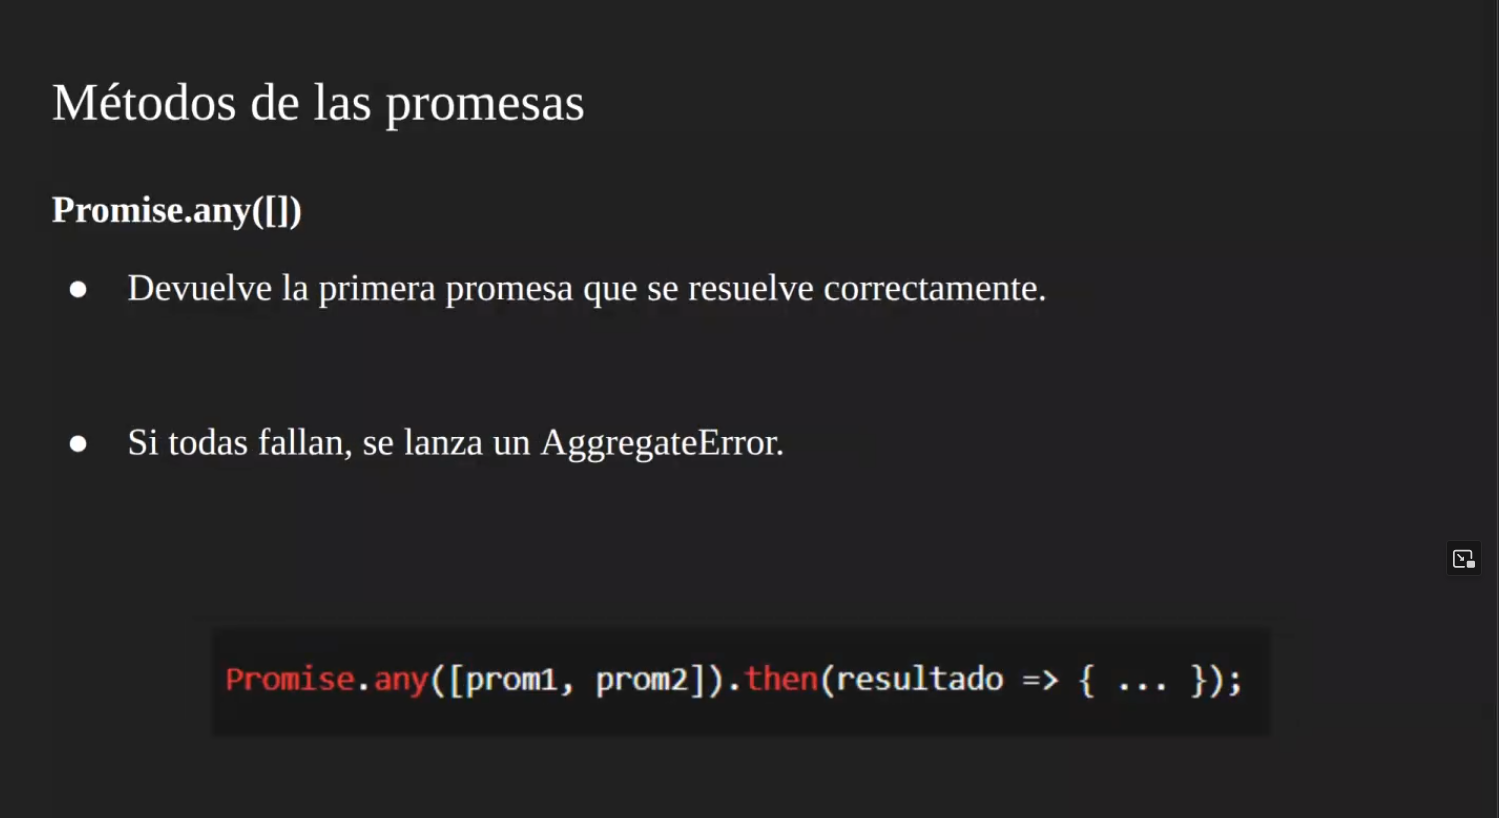 Métodos de las promesas
Promise.any([])
● Devuelve la primera promesa que se resuelve correctamente.
● Si todas fallan, se lanza un AggregateError.
Promise.any([prom1, prom2]).then(resultado => { ... });